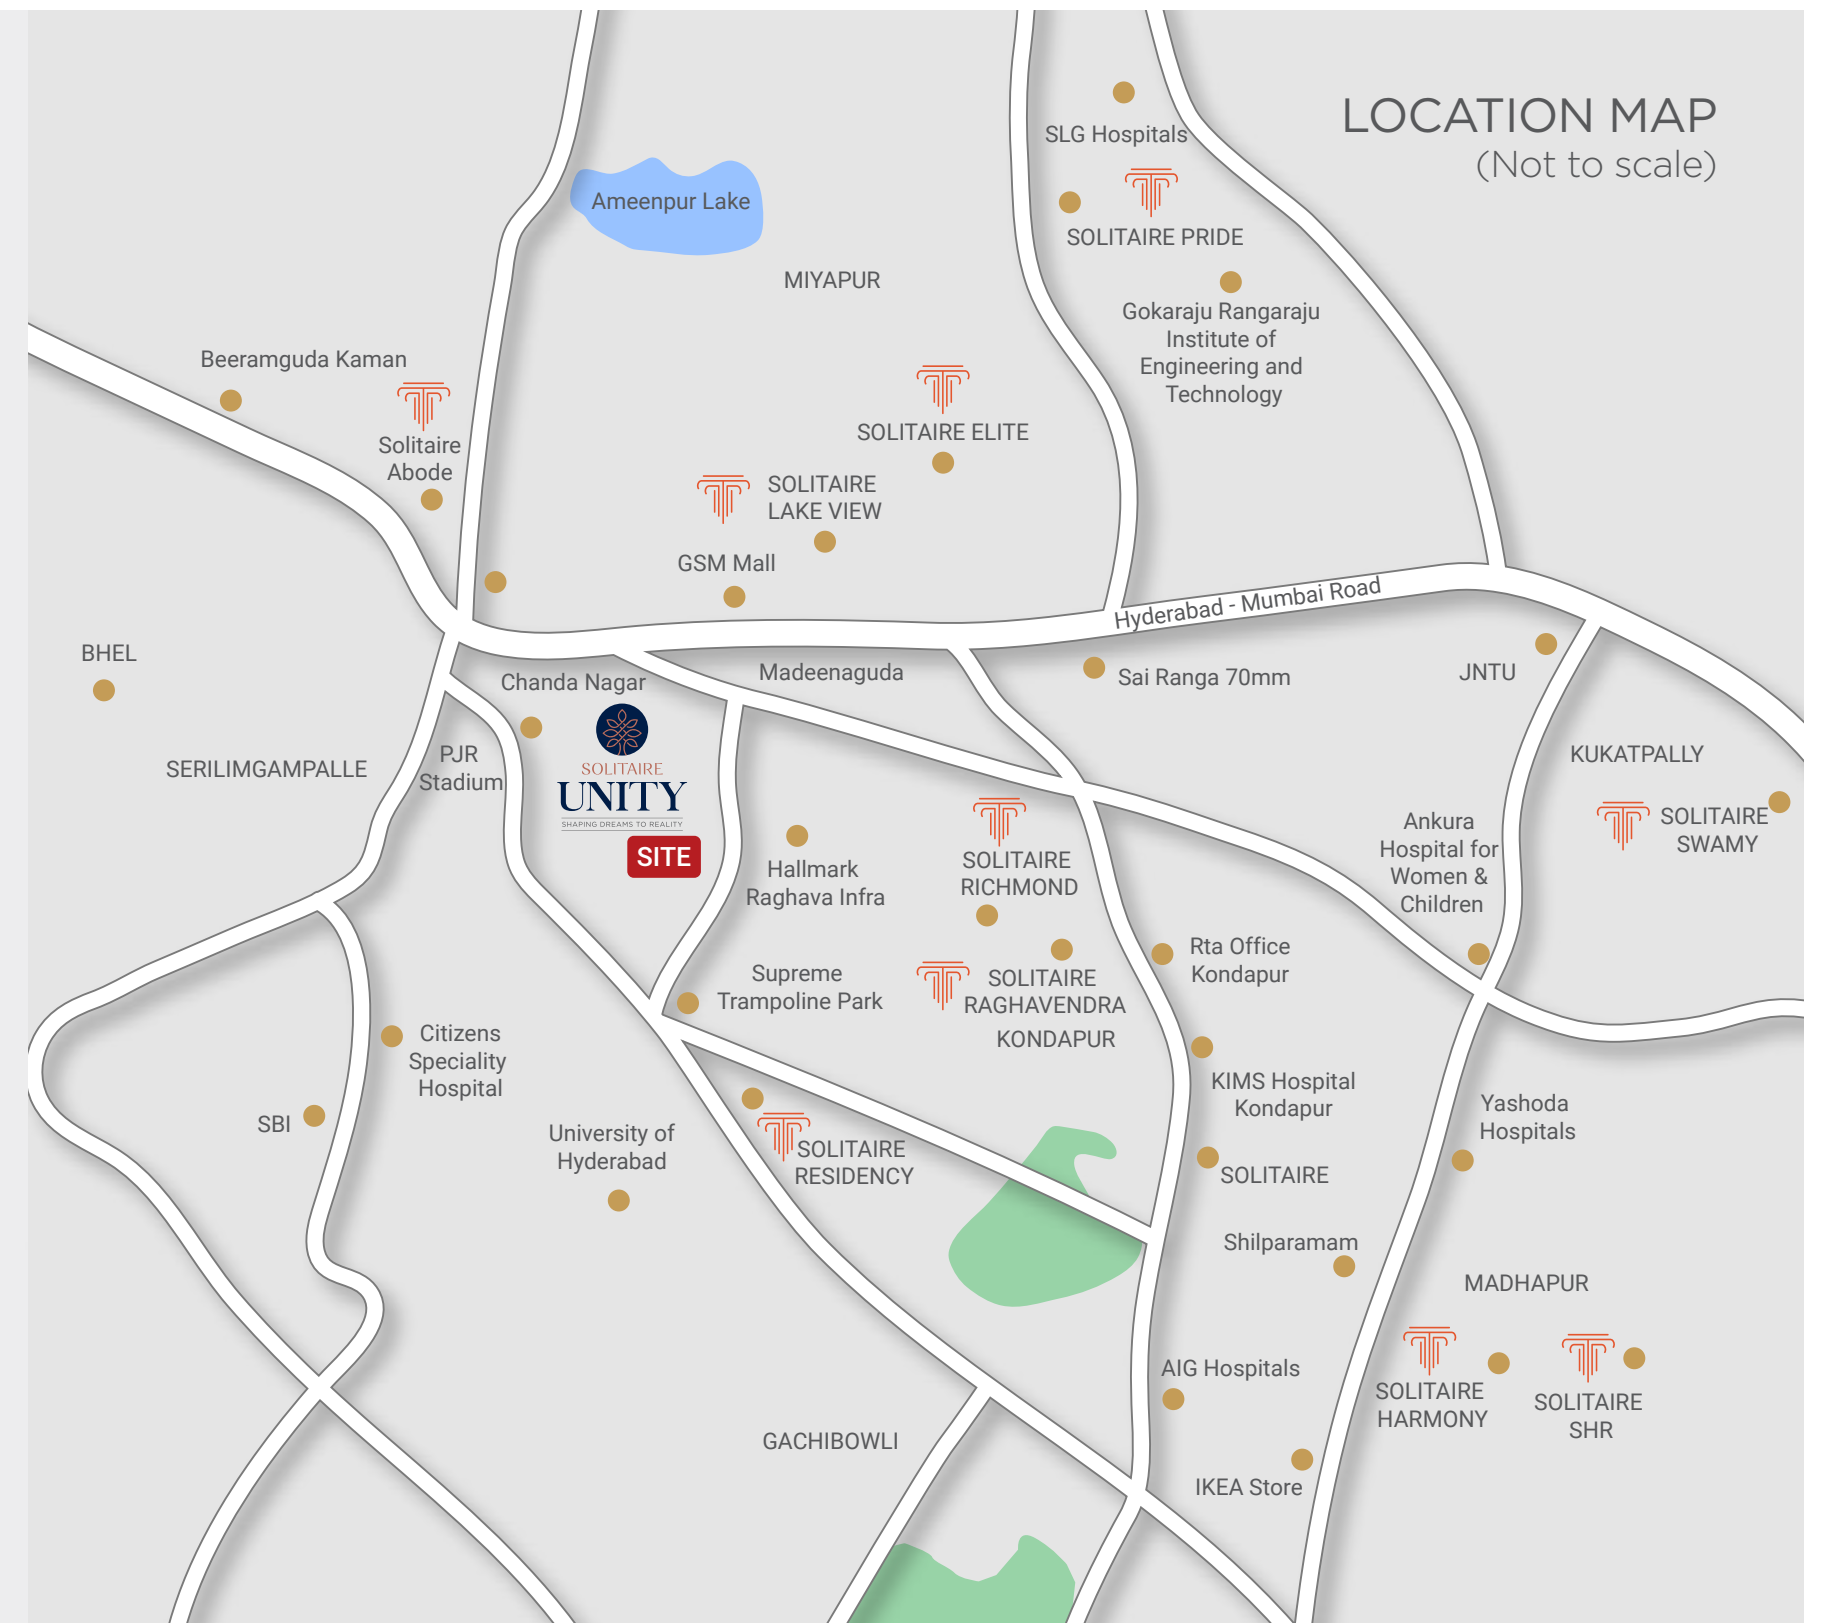 LOCATION MAP
(Not to scale)
SLG Hospitals
Ameenpur Lake
SOLITAIRE PRIDE
MIYAPUR
Gokaraju Rangaraju
Institute of
Engineering and
Technology
Beeramguda Kaman
Solitaire
Abode
SOLITAIRE ELITE
SOLITAIRE
LAKE VIEW
GSM Mall
Hyderabad - Mumbai Road
BHEL
Chanda Nagar
Madeenaguda
Sai Ranga 70mm
JNTU
SERILIMGAMPALLE
PJR
Stadium
SOLITAIRE
UNITY
SHAPING DREAMS TO REALITY
SITE
KUKATPALLY
SOLITAIRE
SWAMY
Ankura
Hospital for
Women &
Children
Hallmark
Raghava Infra
SOLITAIRE
RICHMOND
Rta Office
Kondapur
Supreme
Trampoline Park
SOLITAIRE
RAGHAVENDRA
KONDAPUR
Citizens
Speciality
Hospital
KIMS Hospital
Kondapur
Yashoda
Hospitals
SBI
University of
Hyderabad
SOLITAIRE
RESIDENCY
SOLITAIRE
Shilparamam
MADHAPUR
AIG Hospitals
SOLITAIRE
HARMONY
SOLITAIRE
SHR
GACHIBOWLI
IKEA Store